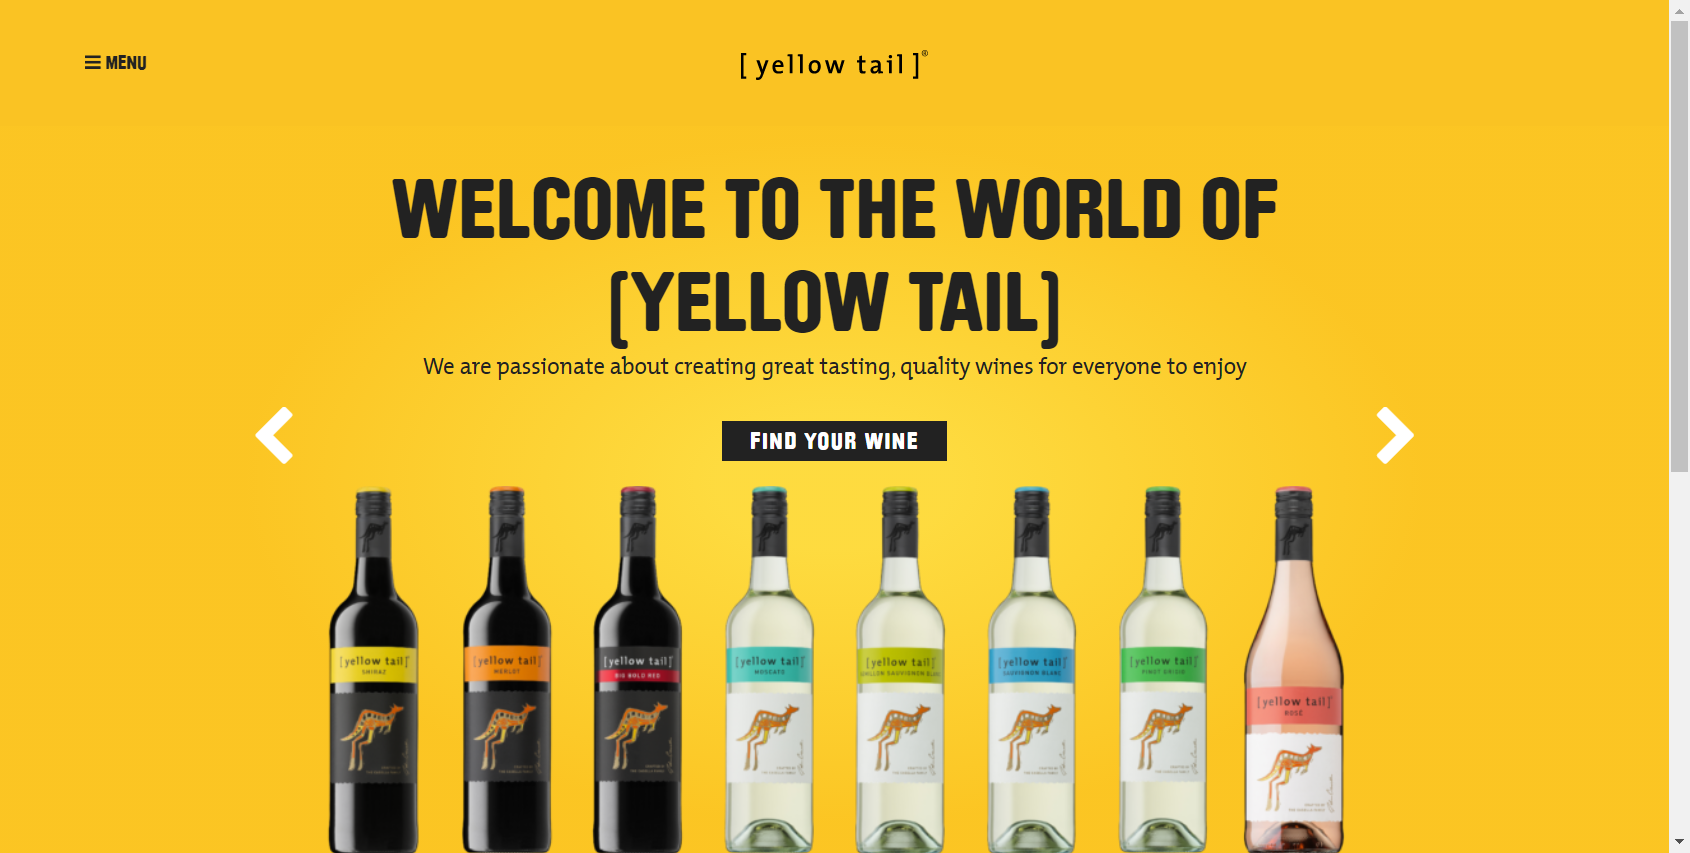 MENU
[ yellow tail ]®
WELCOME TO THE WORLD OF
[YELLOW TAIL]
We are passionate about creating great tasting, quality wines for everyone to enjoy
FIND YOUR WINE
[yellow tail]
SHIRAZ
[yellow tail]
MERLOT
[yellow tail]
BIG BOLD RED
[yellow tail]
MOSCATO
[yellow tail]
SEMILLON SAUVIGNON BLANC
[yellow tail]
SAUVIGNON BLANC
[yellow tail]
PINOT GRIGIO
[yellow tail]
ROSÉ